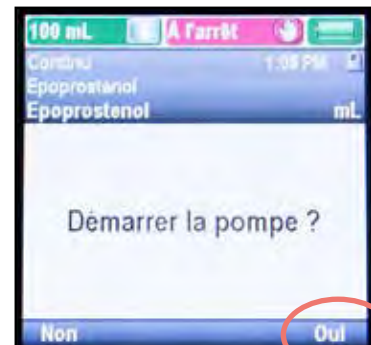 100 mL À l'arrêt
Continu 1:08 PM
Epoprostenol
Epoprostenol mL
Démarrer la pompe ?
Non Oui